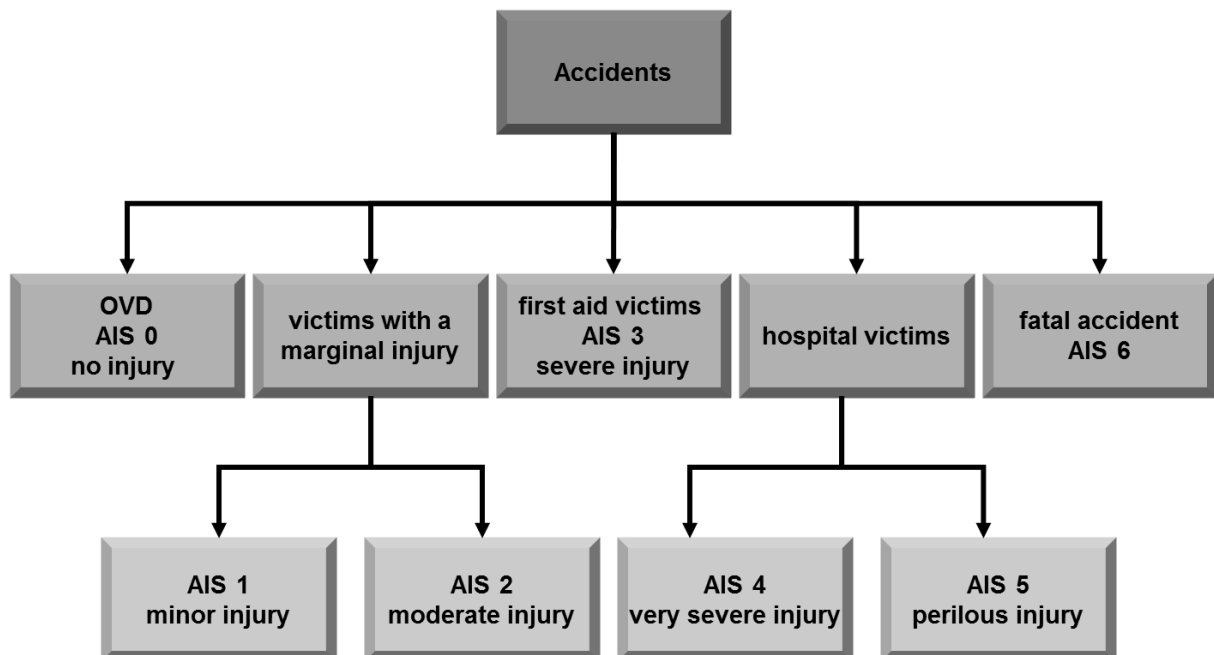 Accidents
OVD
AIS 0
no injury
victims with a
marginal injury
first aid victims
AIS 3
severe injury
hospital victims
fatal accident
AIS 6
AIS 1
minor injury
AIS 2
moderate injury
AIS 4
very severe injury
AIS 5
perilous injury